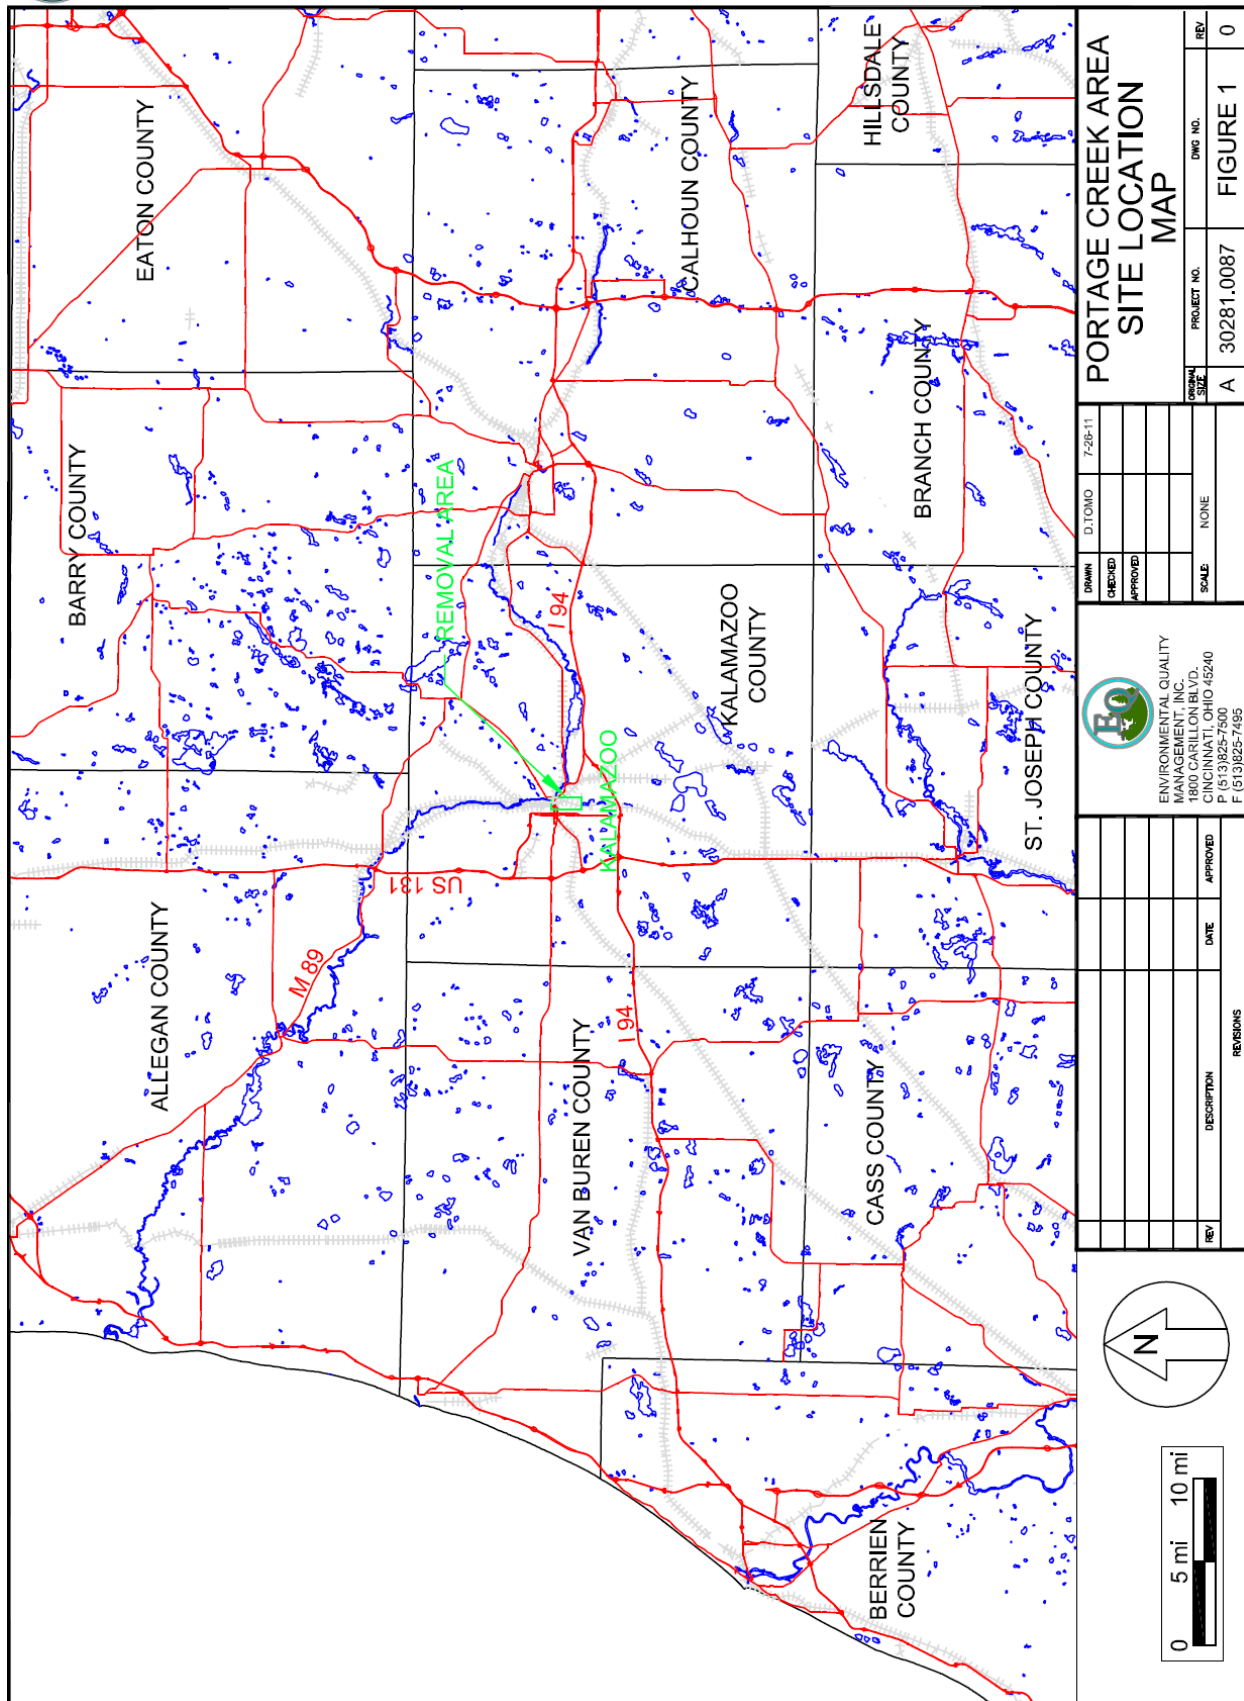 EATON COUNTY
BARRY COUNTY
ALLEGAN COUNTY
HILLSDALE
COUNTY
CALHOUN COUNTY
BRANCH COUNTY
REMOVAL AREA
I 94
KALAMAZOO
COUNTY
KALAMAZOO
ST. JOSEPH COUNTY
US 131
M 89
I 94
VAN BUREN COUNTY
CASS COUNTY
BERRIEN
COUNTY
0 5 mi 10 mi
N
REV DESCRIPTION DATE APPROVED
REVISIONS
EQ
ENVIRONMENTAL QUALITY
MANAGEMENT, INC.
1800 CARILLON BLVD.
CINCINNATI, OHIO 45240
P (513)825-7500
F (513)825-7495
DRAWN D.TOMO 7-26-11
CHECKED
APPROVED
SCALE: NONE
PORTAGE CREEK AREA
SITE LOCATION
MAP
ORIGINAL SIZE PROJECT NO. DWG NO. REV
A 30281.0087 FIGURE 1 0